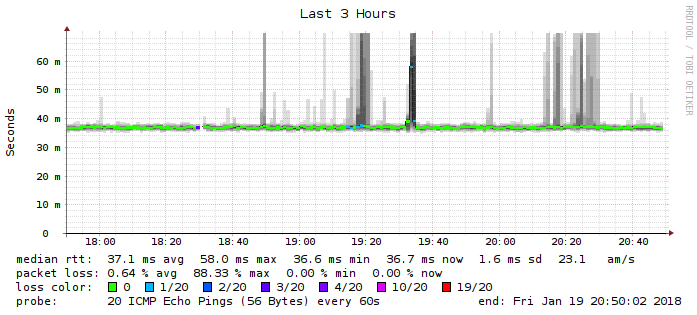 Last 3 Hours
RRDTOOL / TOBI OETIKER
Seconds
60 m
50 m
40 m
30 m
20 m
10 m
0
18:00 18:20 18:40 19:00 19:20 19:40 20:00 20:20 20:40
median rtt: 37.1 ms avg 58.0 ms max 36.6 ms min 36.7 ms now 1.6 ms sd 23.1 am/s
packet loss: 0.64 % avg 88.33 % max 0.00 % min 0.00 % now
loss color: 0 1/20 2/20 3/20 4/20 10/20 19/20
probe: 20 ICMP Echo Pings (56 Bytes) every 60s end: Fri Jan 19 20:50:02 2018